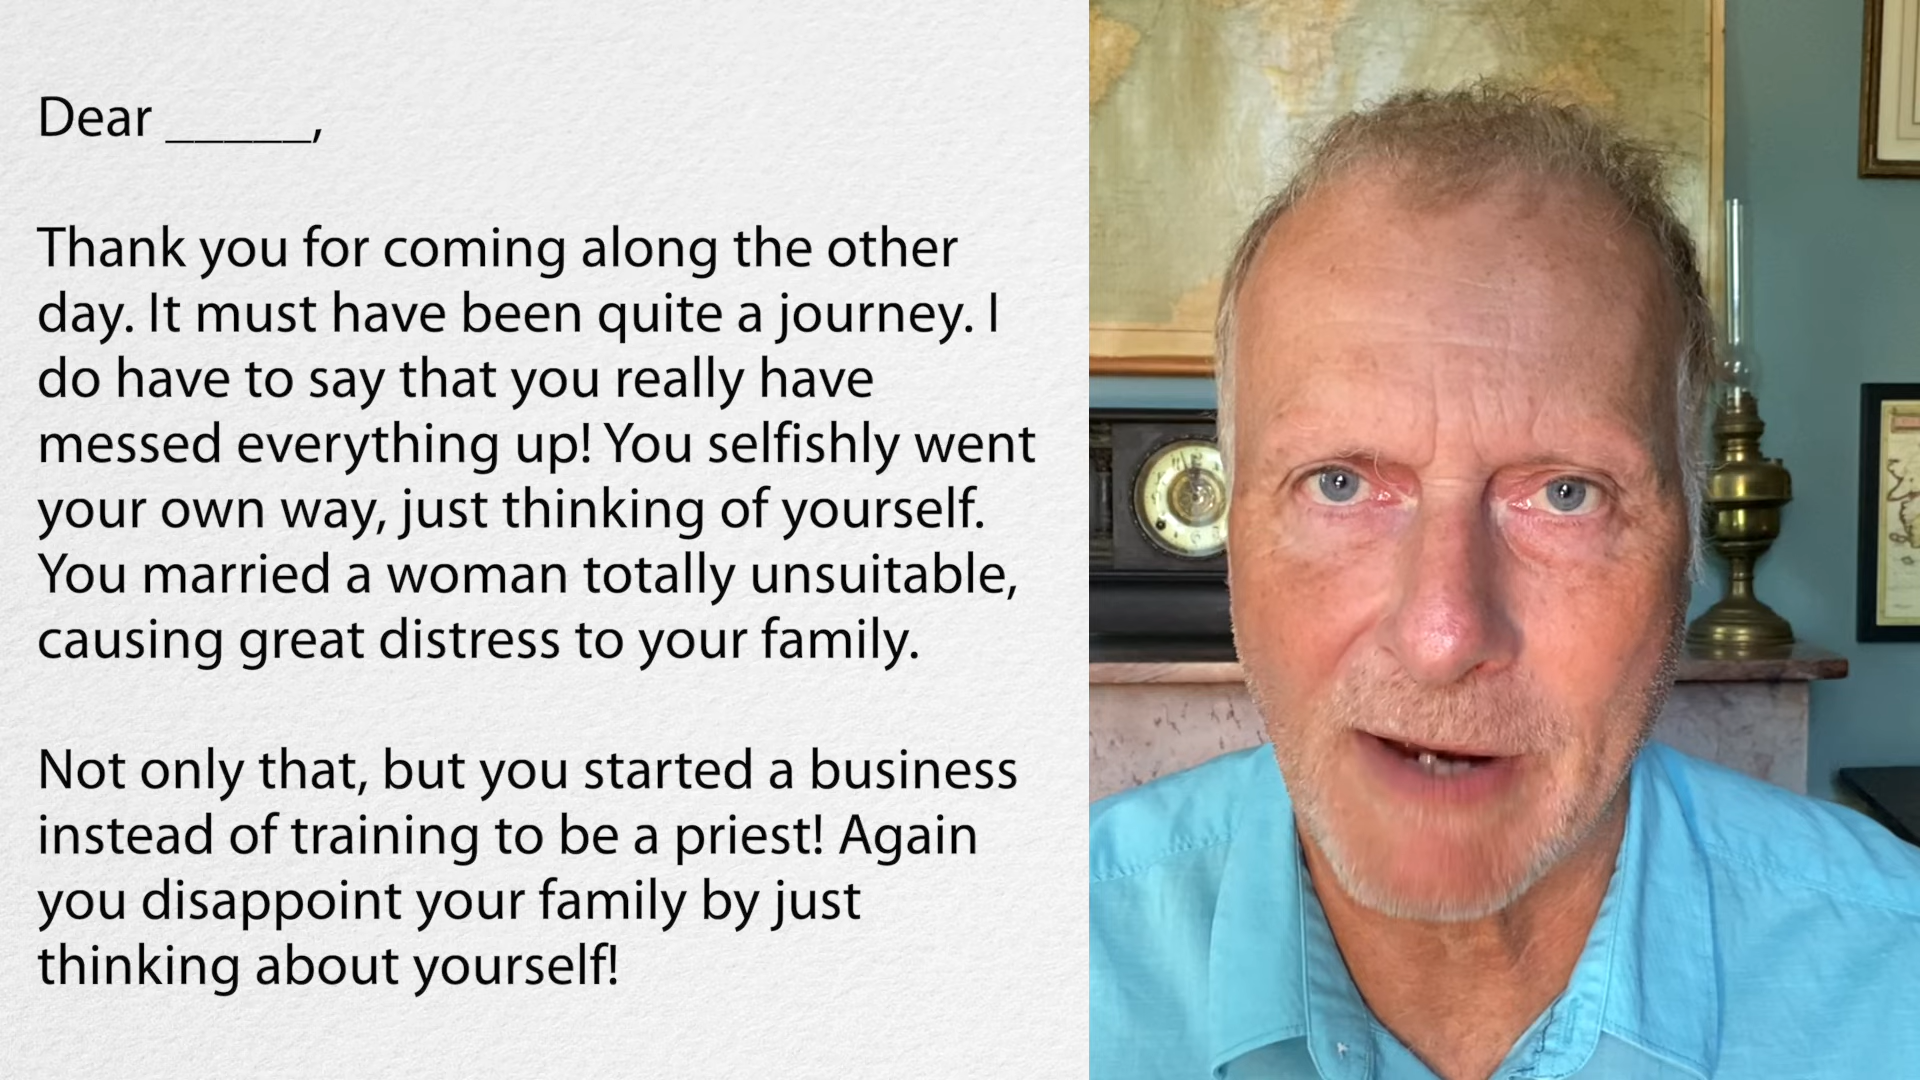 Dear _____,
Thank you for coming along the other
day. It must have been quite a journey. I
do have to say that you really have
messed everything up! You selfishly went
your own way, just thinking of yourself.
You married a woman totally unsuitable,
causing great distress to your family.
Not only that, but you started a business
instead of training to be a priest! Again
you disappoint your family by just
thinking about yourself!